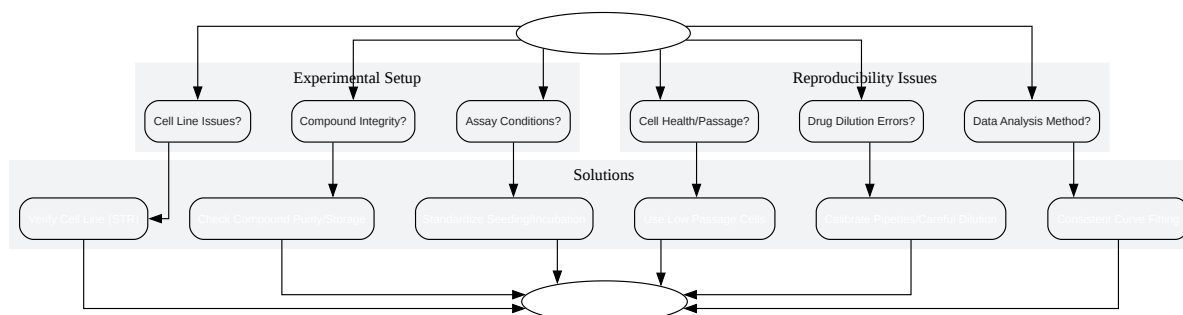 Experimental Setup
Reproducibility Issues
Cell Line Issues?
Compound Integrity?
Assay Conditions?
Cell Health/Passage?
Drug Dilution Errors?
Data Analysis Method?
Solutions
Verify Cell Line (STR)
Check Compound Purity/Storage
Standardize Seeding/Incubation
Use Low Passage Cells
Calibrate Pipettes/Careful Dilution
Consistent Curve Fitting